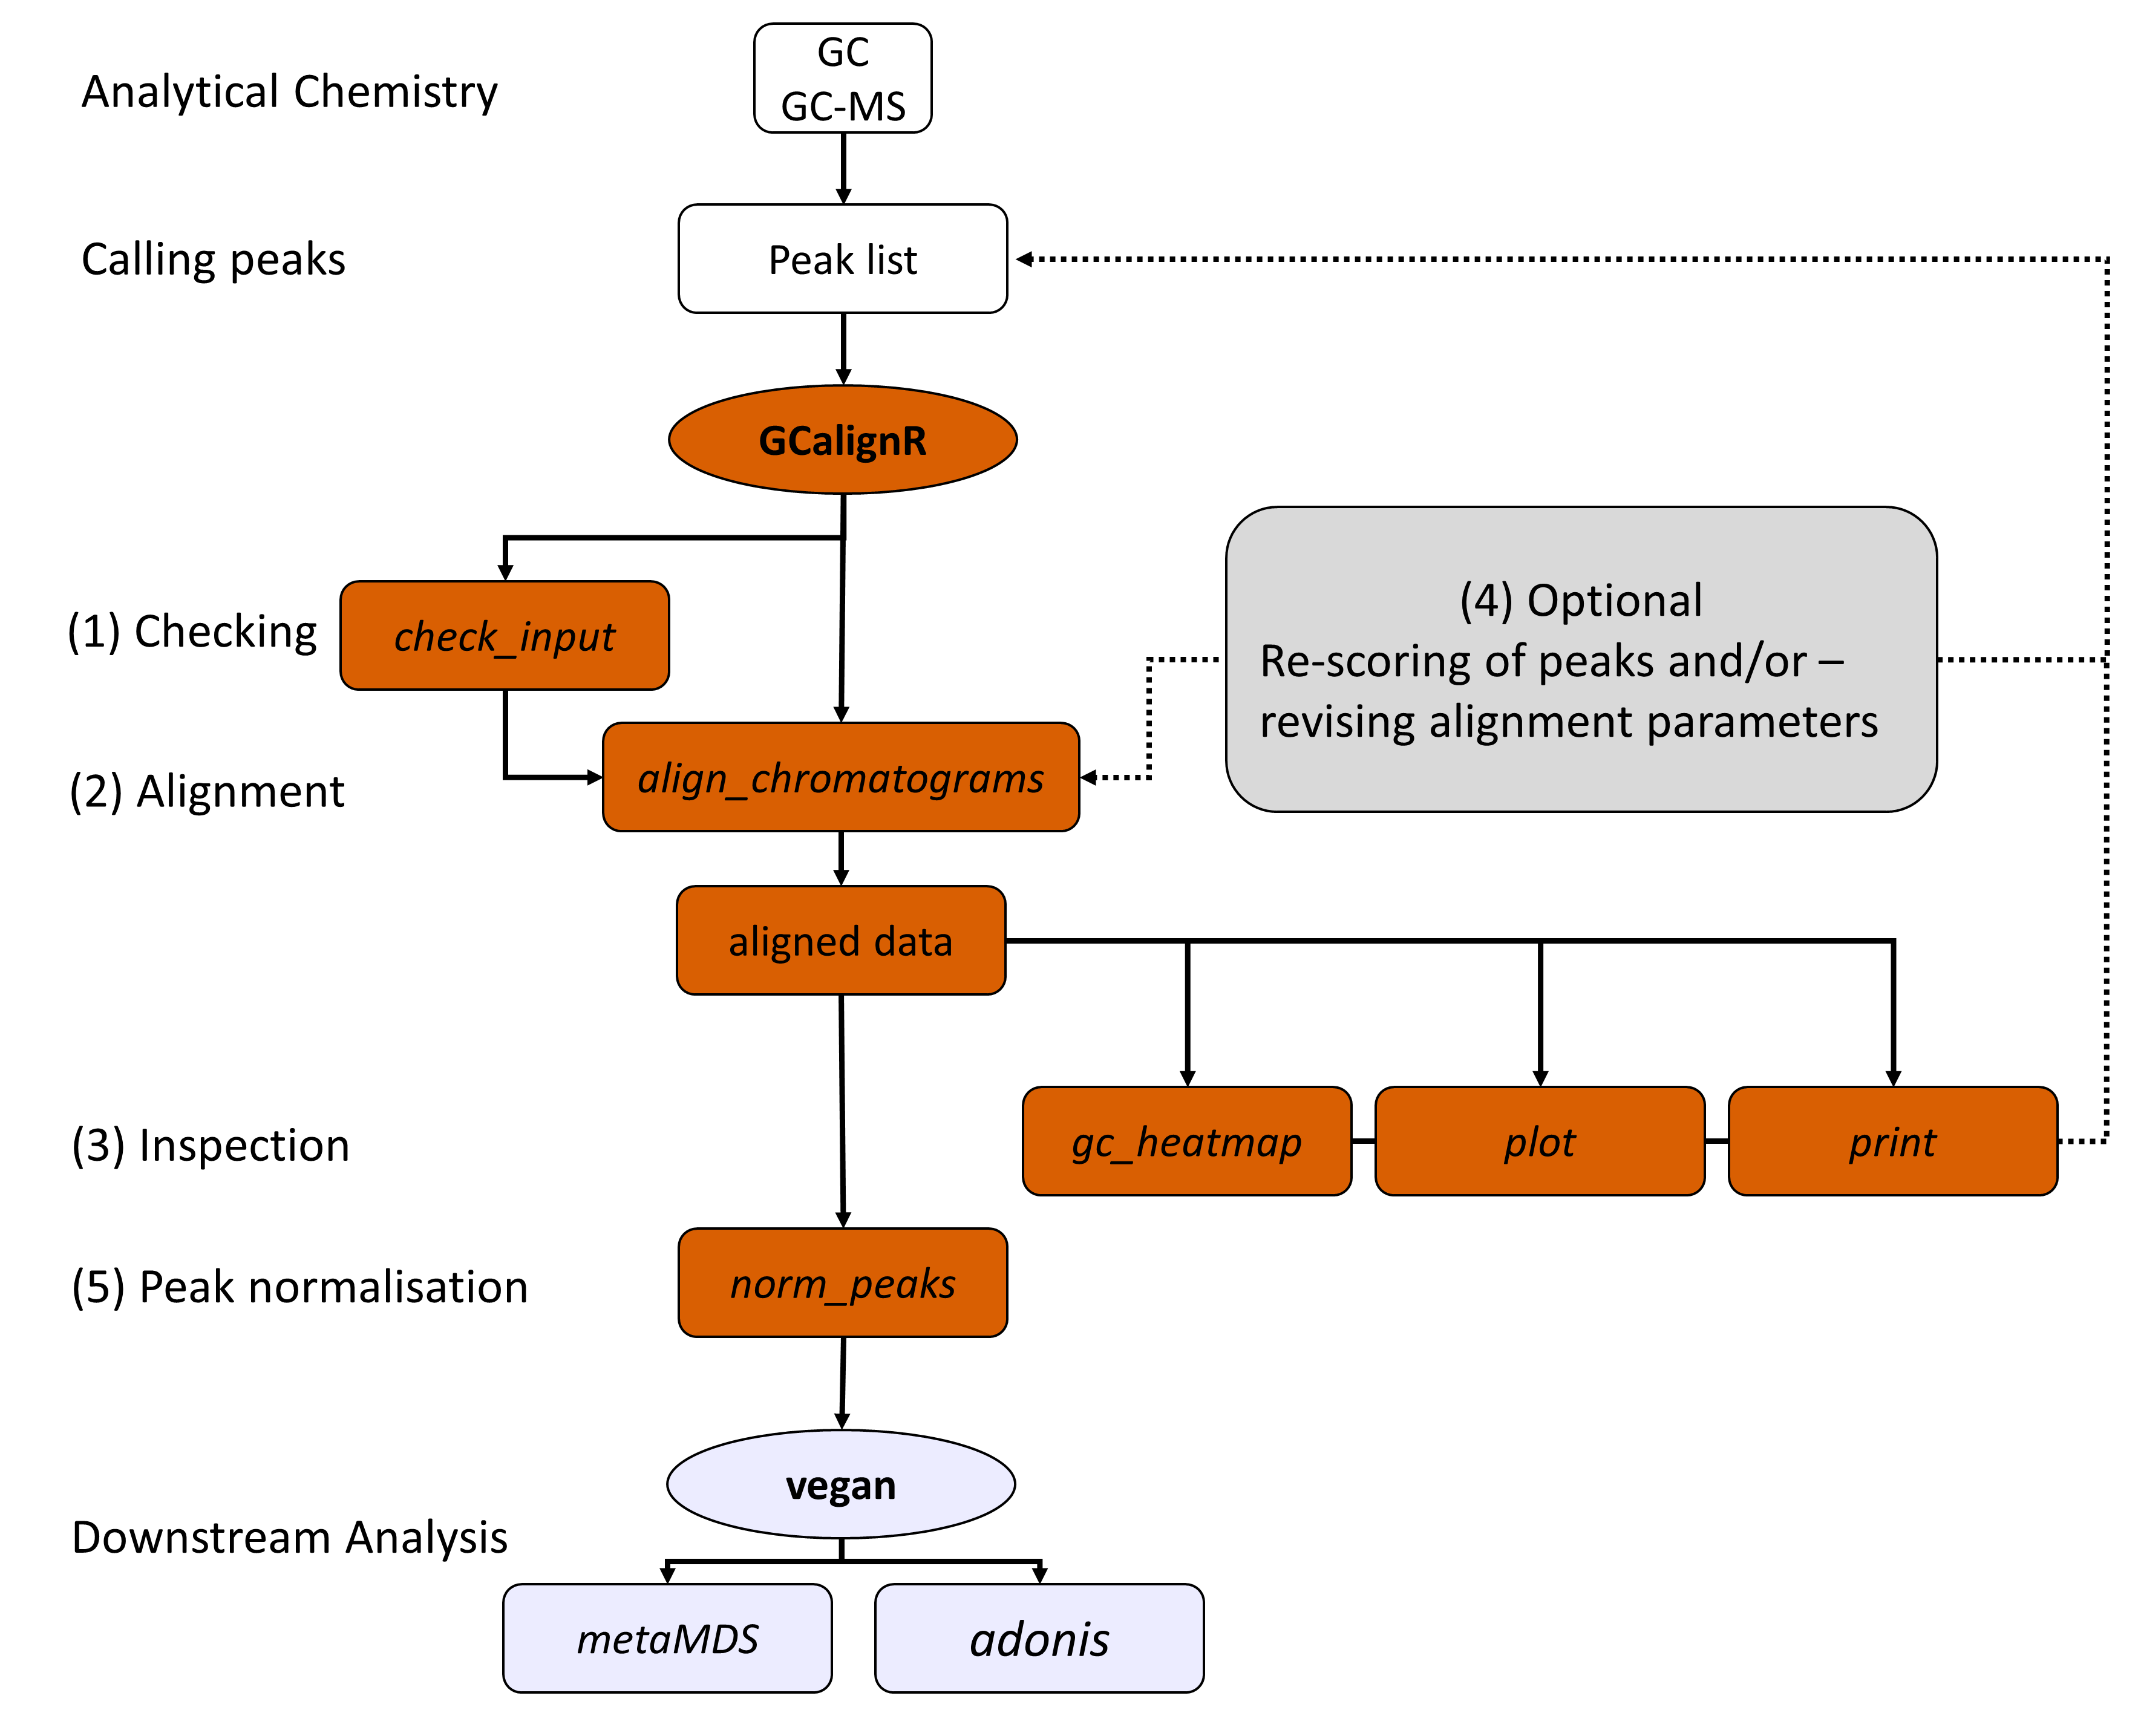 Analytical Chemistry
GC
GC-MS
Calling peaks
Peak list
GCalignR
(1) Checking
check_input
(4) Optional
Re-scoring of peaks and/or –
revising alignment parameters
(2) Alignment
align_chromatograms
aligned data
(3) Inspection
gc_heatmap
plot
print
(5) Peak normalisation
norm_peaks
vegan
Downstream Analysis
metaMDS
adonis